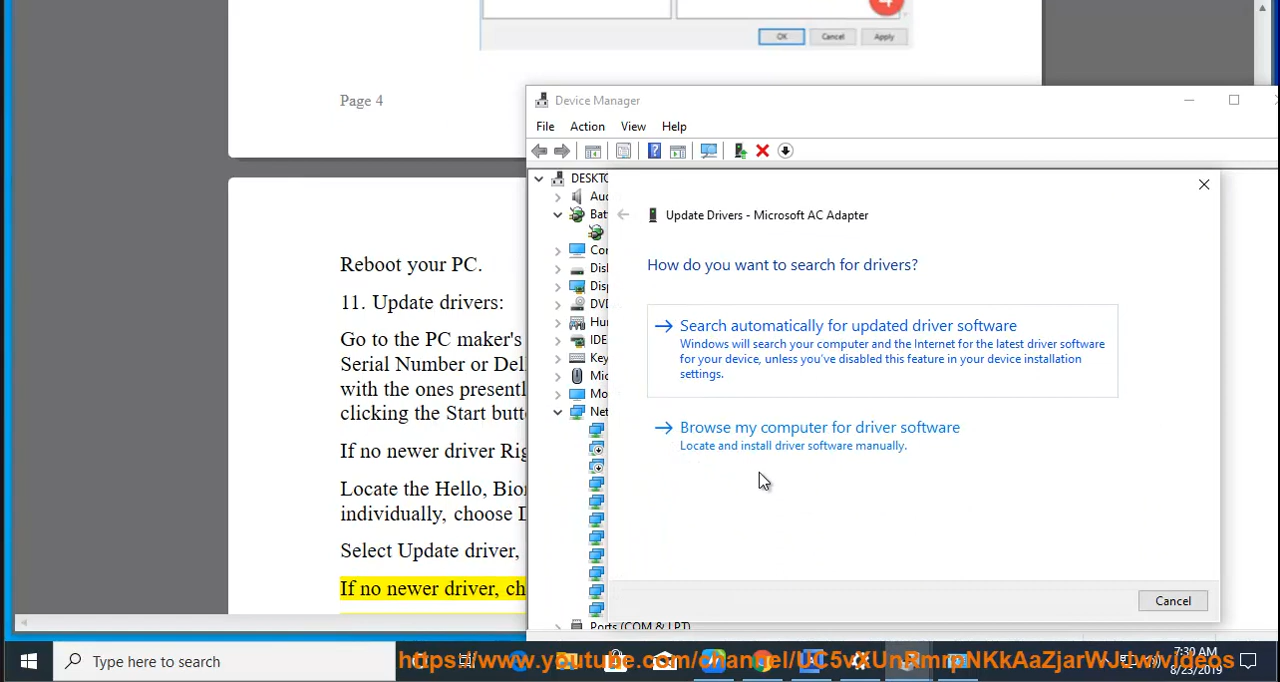 OK Cancel Apply
Page 4
Device Manager
File Action View Help
DESKTO
Aud
Bat
Con
Disk
Disp
DVD
Hum
IDE
Key
Mic
Mo
Net
Ports (COM & LPT)
Update Drivers - Microsoft AC Adapter
How do you want to search for drivers?
Search automatically for updated driver software
Windows will search your computer and the Internet for the latest driver software
for your device, unless you've disabled this feature in your device installation
settings.
Browse my computer for driver software
Locate and install driver software manually.
Cancel
Reboot your PC.
11. Update drivers:
Go to the PC maker's
Serial Number or Dell
with the ones presently
clicking the Start butto
If no newer driver Rig
Locate the Hello, Bion
individually, choose D
Select Update driver,
If no newer driver, ch
Type here to search
7:30 AM
8/23/2019